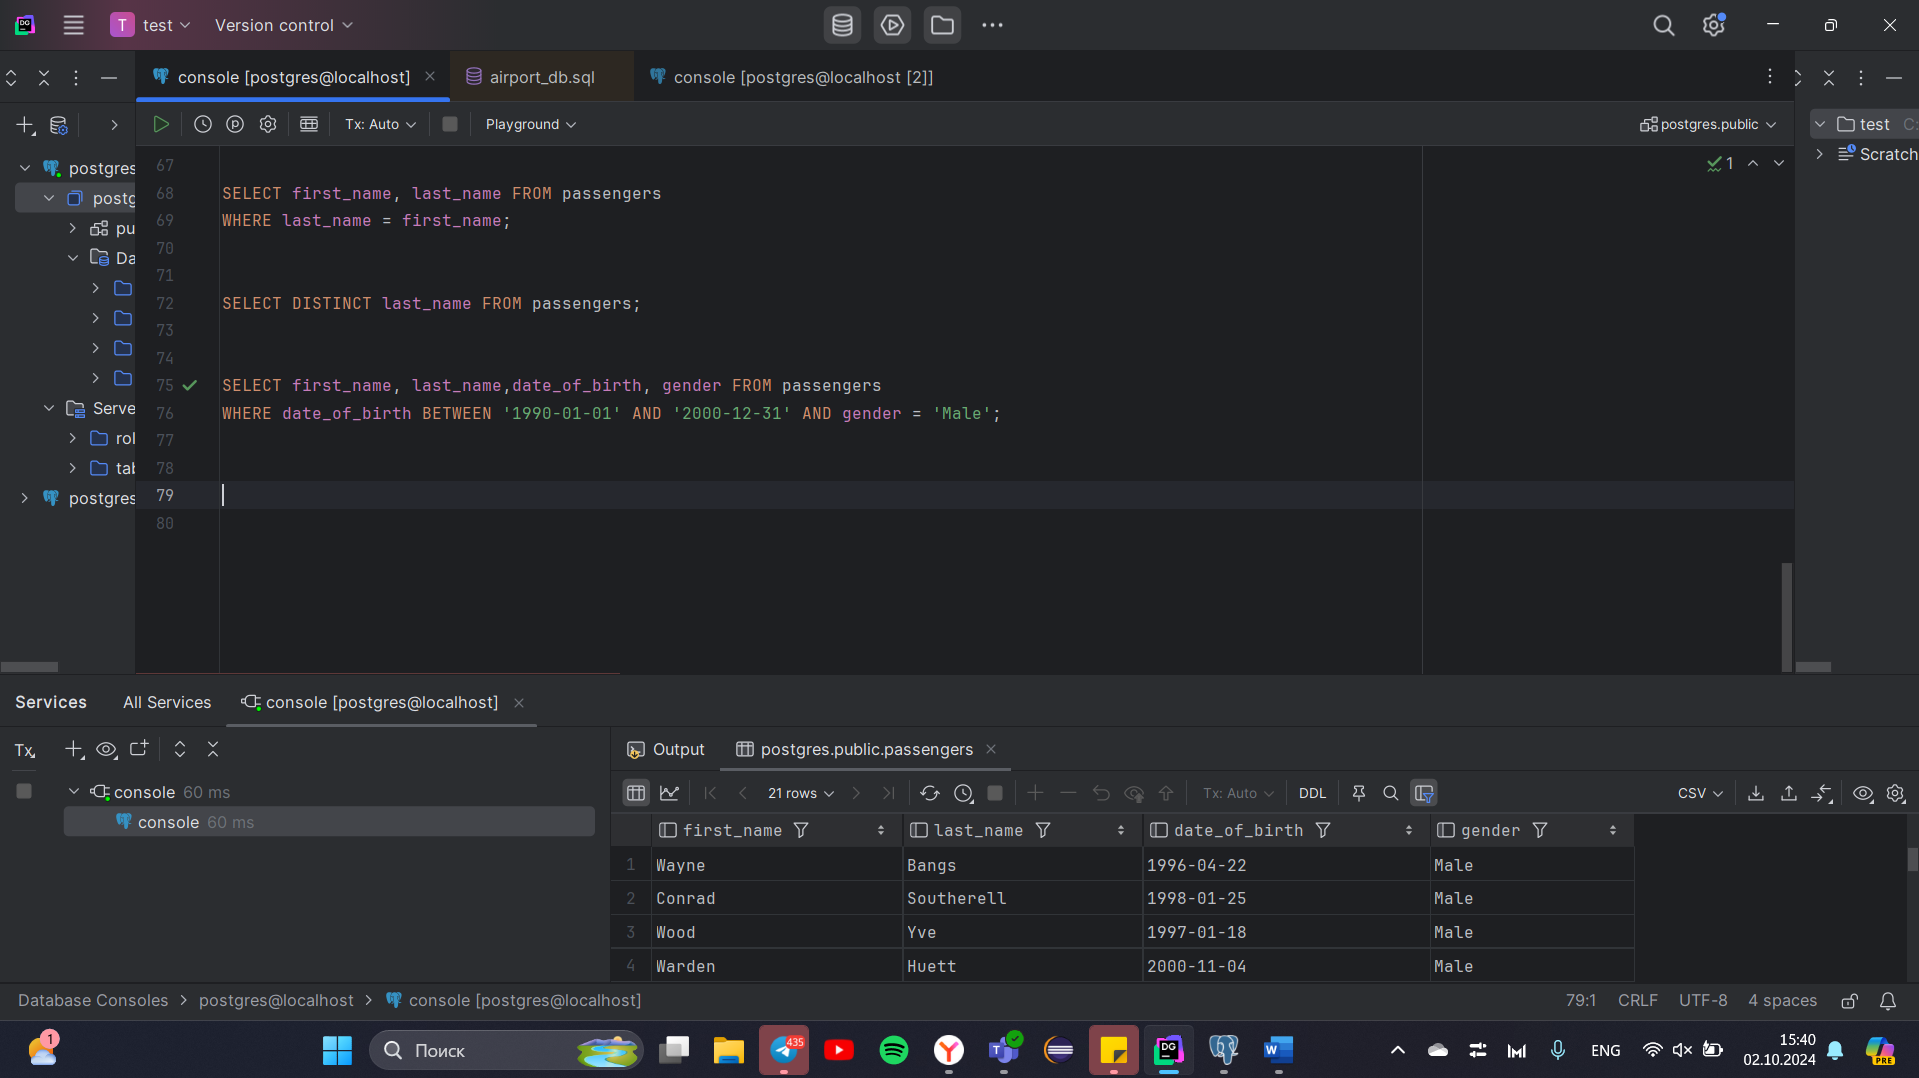 T test Version control
console [postgres@localhost] airport_db.sql console [postgres@localhost [2]]
Tx: Auto Playground postgres.public
67
68 SELECT first_name, last_name FROM passengers
69 WHERE last_name = first_name;
70
71
72 SELECT DISTINCT last_name FROM passengers;
73
74
75 SELECT first_name, last_name,date_of_birth, gender FROM passengers
76 WHERE date_of_birth BETWEEN '1990-01-01' AND '2000-12-31' AND gender = 'Male';
77
78
79
80
1
postgres
postg
pu
Da
Serve
rol
tab
postgres
test C:
Scratch
Services All Services console [postgres@localhost]
Tx
console 60 ms
console 60 ms
Output postgres.public.passengers
21 rows Tx: Auto DDL CSV
first_name last_name date_of_birth gender
1 Wayne Bangs 1996-04-22 Male
2 Conrad Southerell 1998-01-25 Male
3 Wood Yve 1997-01-18 Male
4 Warden Huett 2000-11-04 Male
Database Consoles > postgres@localhost > console [postgres@localhost] 79:1 CRLF UTF-8 4 spaces
1 Поиск 435 ENG 15:40
02.10.2024
PRE